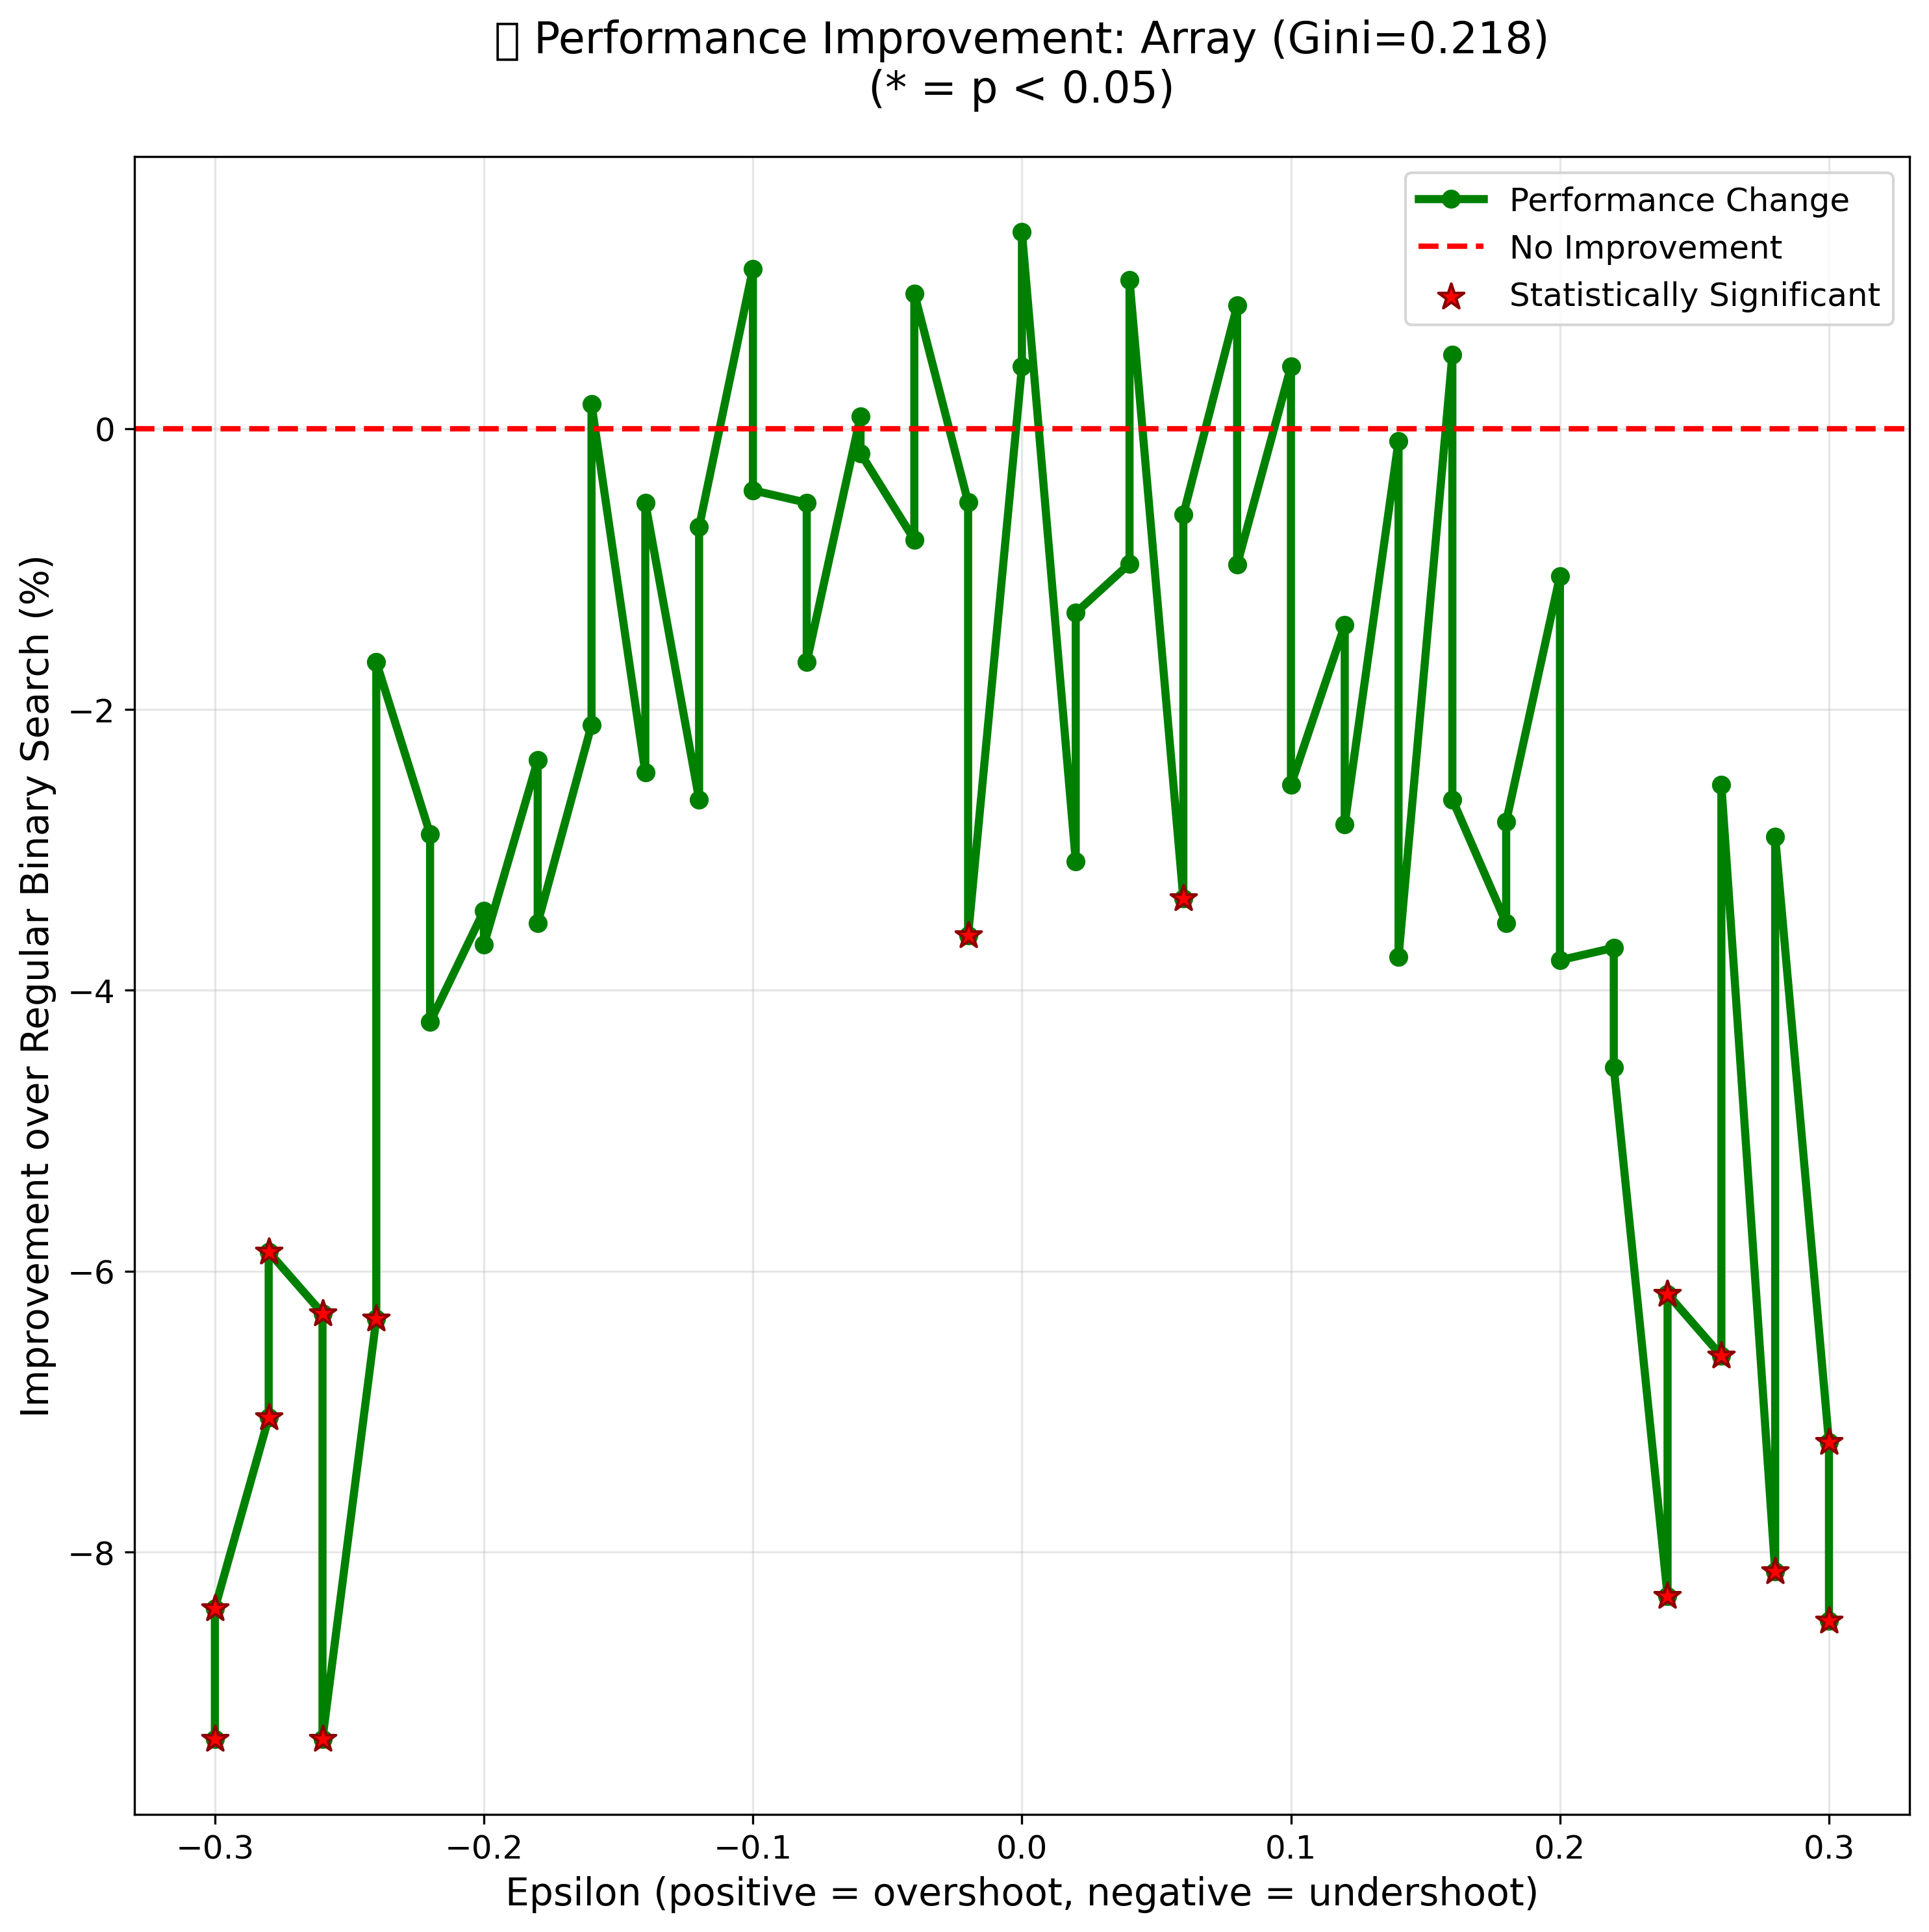 ▯ Performance Improvement: Array (Gini=0.218)
(* = p < 0.05)
Performance Change
No Improvement
Statistically Significant
Improvement over Regular Binary Search (%)
0
−2
−4
−6
−8
−0.3 −0.2 −0.1 0.0 0.1 0.2 0.3
Epsilon (positive = overshoot, negative = undershoot)